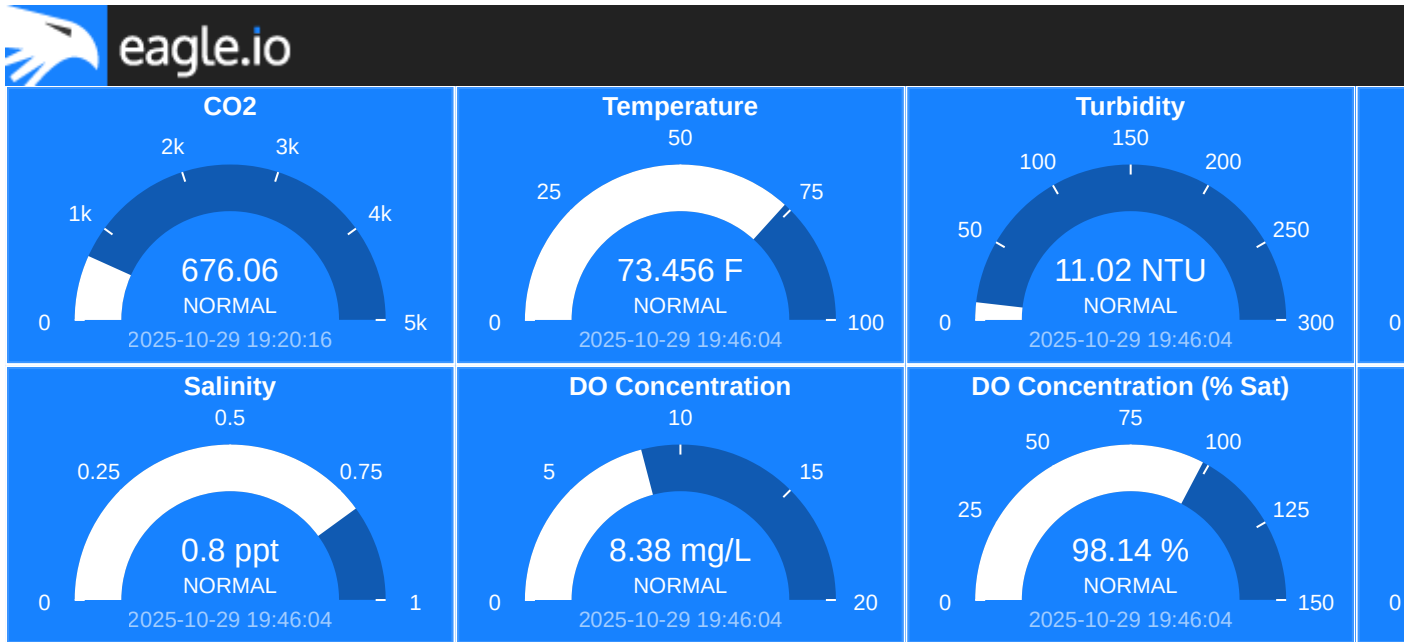 eagle.io
CO2
0
1k
2k
3k
4k
5k
676.06
NORMAL
2025-10-29 19:20:16
Temperature
0
25
50
75
100
73.456 F
NORMAL
2025-10-29 19:46:04
Turbidity
0
50
100
150
200
250
300
11.02 NTU
NORMAL
2025-10-29 19:46:04
0
Salinity
0
0.25
0.5
0.75
1
0.8 ppt
NORMAL
2025-10-29 19:46:04
DO Concentration
0
5
10
15
20
8.38 mg/L
NORMAL
2025-10-29 19:46:04
DO Concentration (% Sat)
0
25
50
75
100
125
150
98.14 %
NORMAL
2025-10-29 19:46:04
0